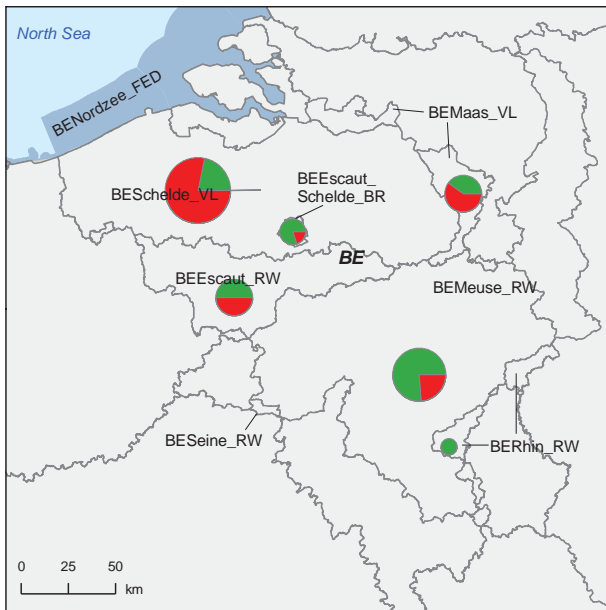 North Sea
BENordzee_FED
BEMaas_VL
BEEscaut_
Schelde_BR
BESchelde_VL
BE
BEEscaut_RW
BEMeuse_RW
BESeine_RW
BERhin_RW
0 25 50
km